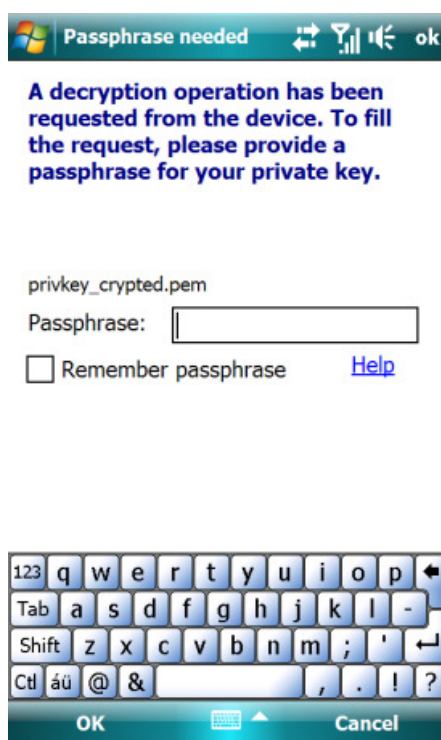 Passphrase needed ok
A decryption operation has been
requested from the device. To fill
the request, please provide a
passphrase for your private key.
privkey_crypted.pem
Passphrase:
Remember passphrase Help
123 q w e r t y u i o p
Tab a s d f g h j k l -
Shift z x c v b n m ; '
Ctl áü @ & , . ! ?
OK Cancel